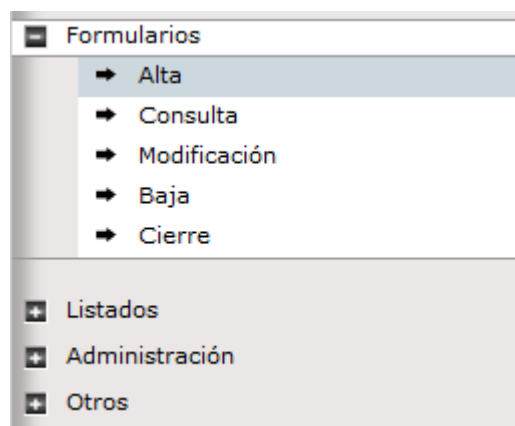 Formularios
Alta
Consulta
Modificación
Baja
Cierre
Listados
Administración
Otros